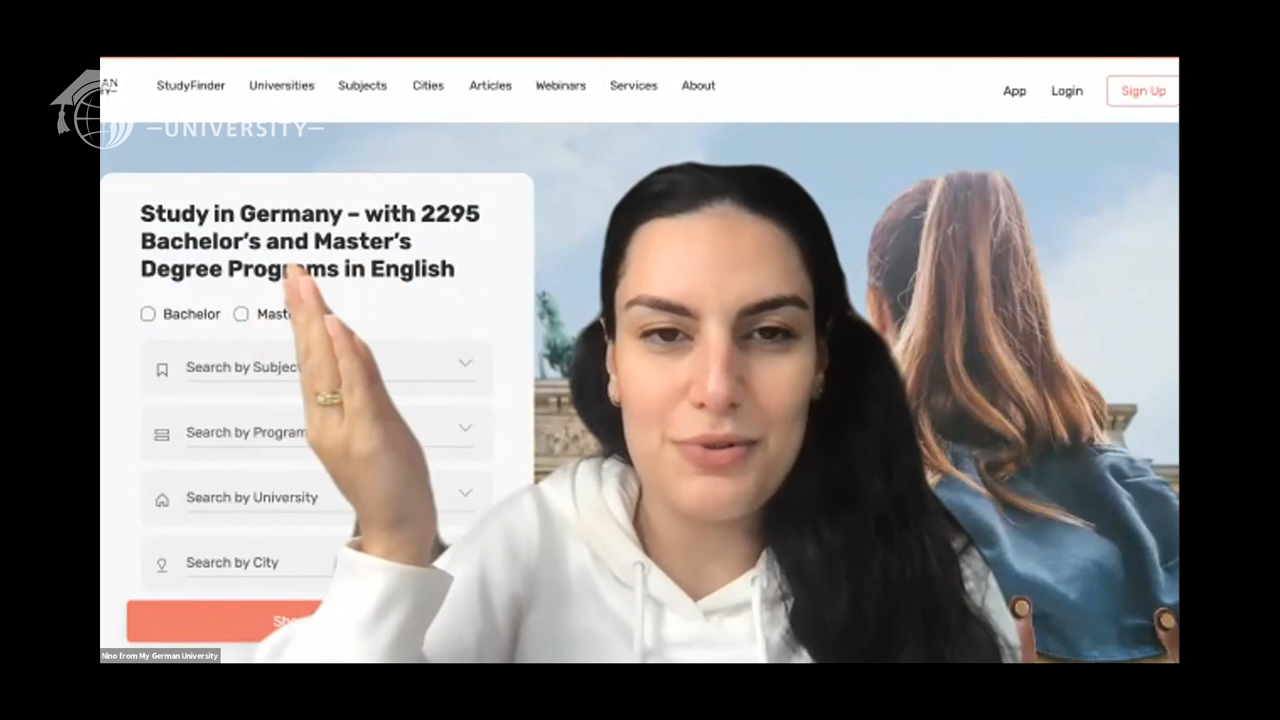 StudyFinder Universities Subjects Cities Articles Webinars Services About App Login Sign Up
—UNIVERSITY—
Study in Germany – with 2295
Bachelor's and Master's
Degree Programs in English
Bachelor
Search by Subject
Search by Program
Search by University
Search by City
Nino from My German University